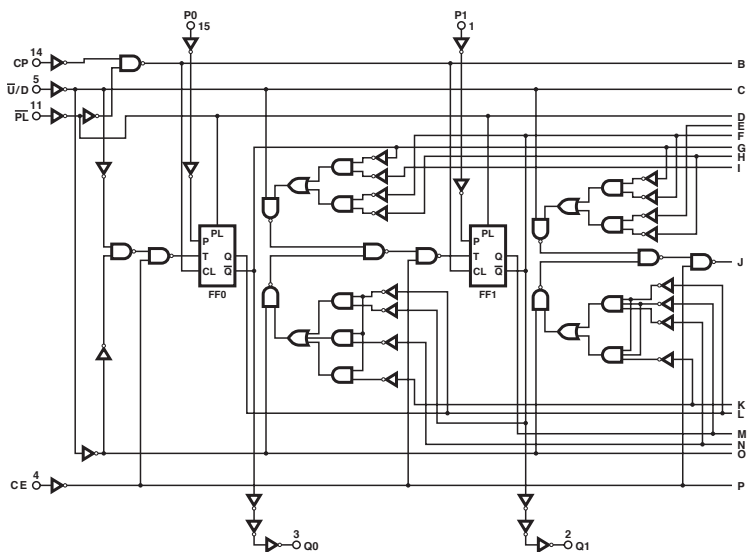 P0
15
P1
1
14
CP
B
5
U̅/D
C
11
P̅L̅
D
E̅
F
G
H
I
PL
P
T Q
CL Q̅
FF0
PL
P
T Q
CL Q̅
FF1
J
K
L
M
N
O
4
CE
P
3
Q0
2
Q1